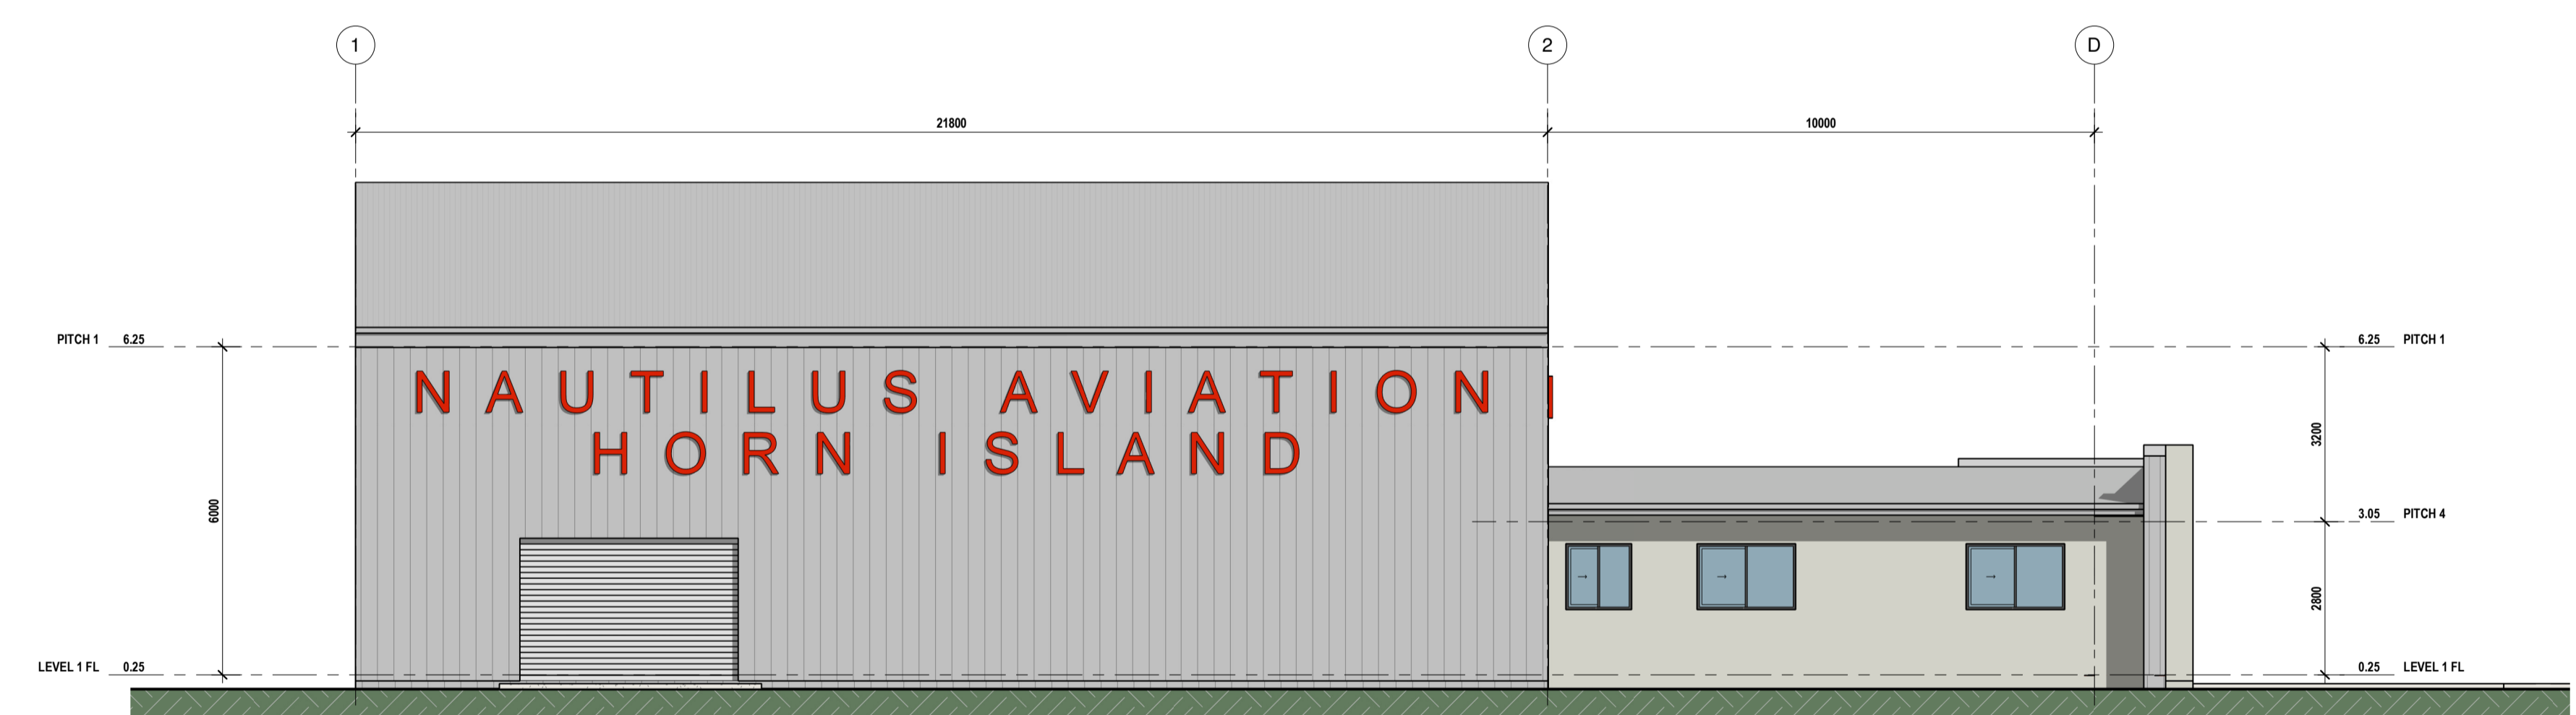 1
2
D
21800
10000
PITCH 1 6.25
6.25 PITCH 1
NAUTILUS AVIATION
HORN ISLAND
3200
6000
3.05 PITCH 4
2800
LEVEL 1 FL 0.25
0.25 LEVEL 1 FL